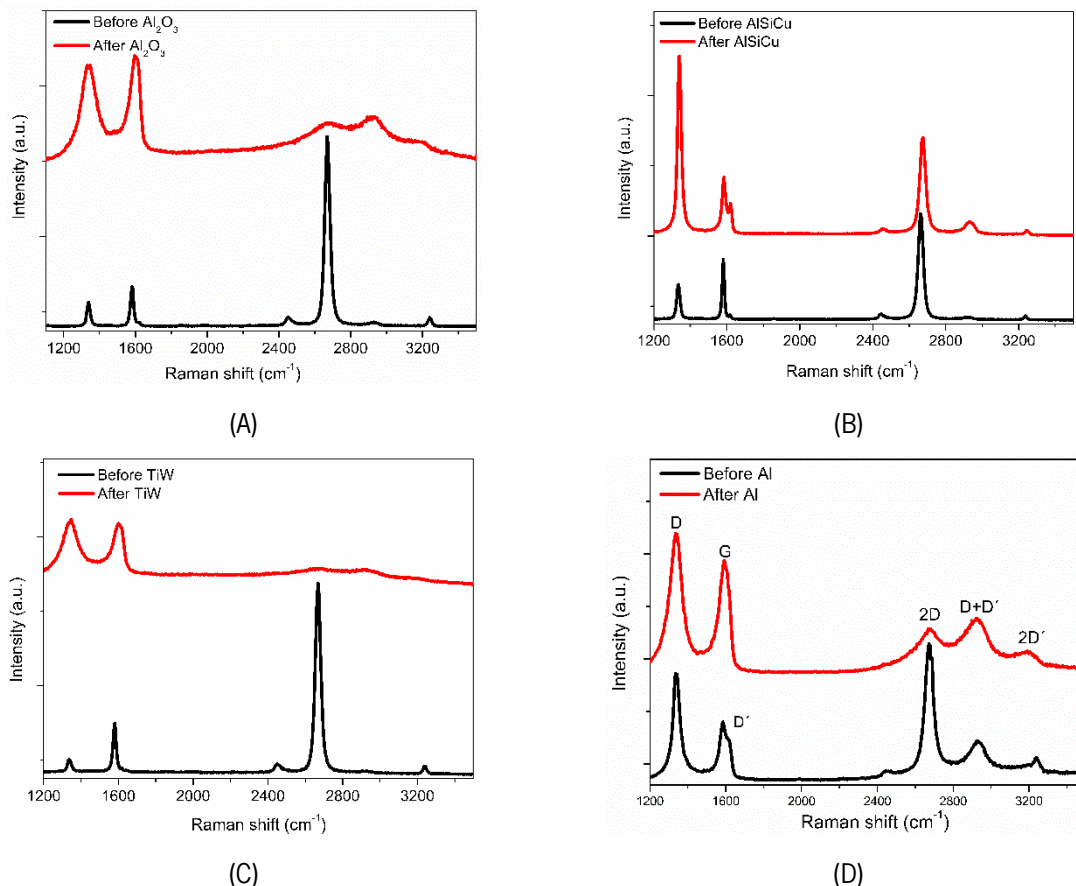 Before Al₂O₃
After Al₂O₃
Intensity (a.u.)
1200 1600 2000 2400 2800 3200
Raman shift (cm⁻¹)
(A)
Before AlSiCu
After AlSiCu
Intensity (a.u.)
1200 1600 2000 2400 2800 3200
Raman shift (cm⁻¹)
(B)
Before TiW
After TiW
Intensity (a.u.)
1200 1600 2000 2400 2800 3200
Raman shift (cm⁻¹)
(C)
Before Al
After Al
D
G
2D
D+D´
2D´
D´
Intensity (a.u.)
1200 1600 2000 2400 2800 3200
Raman shift (cm⁻¹)
(D)